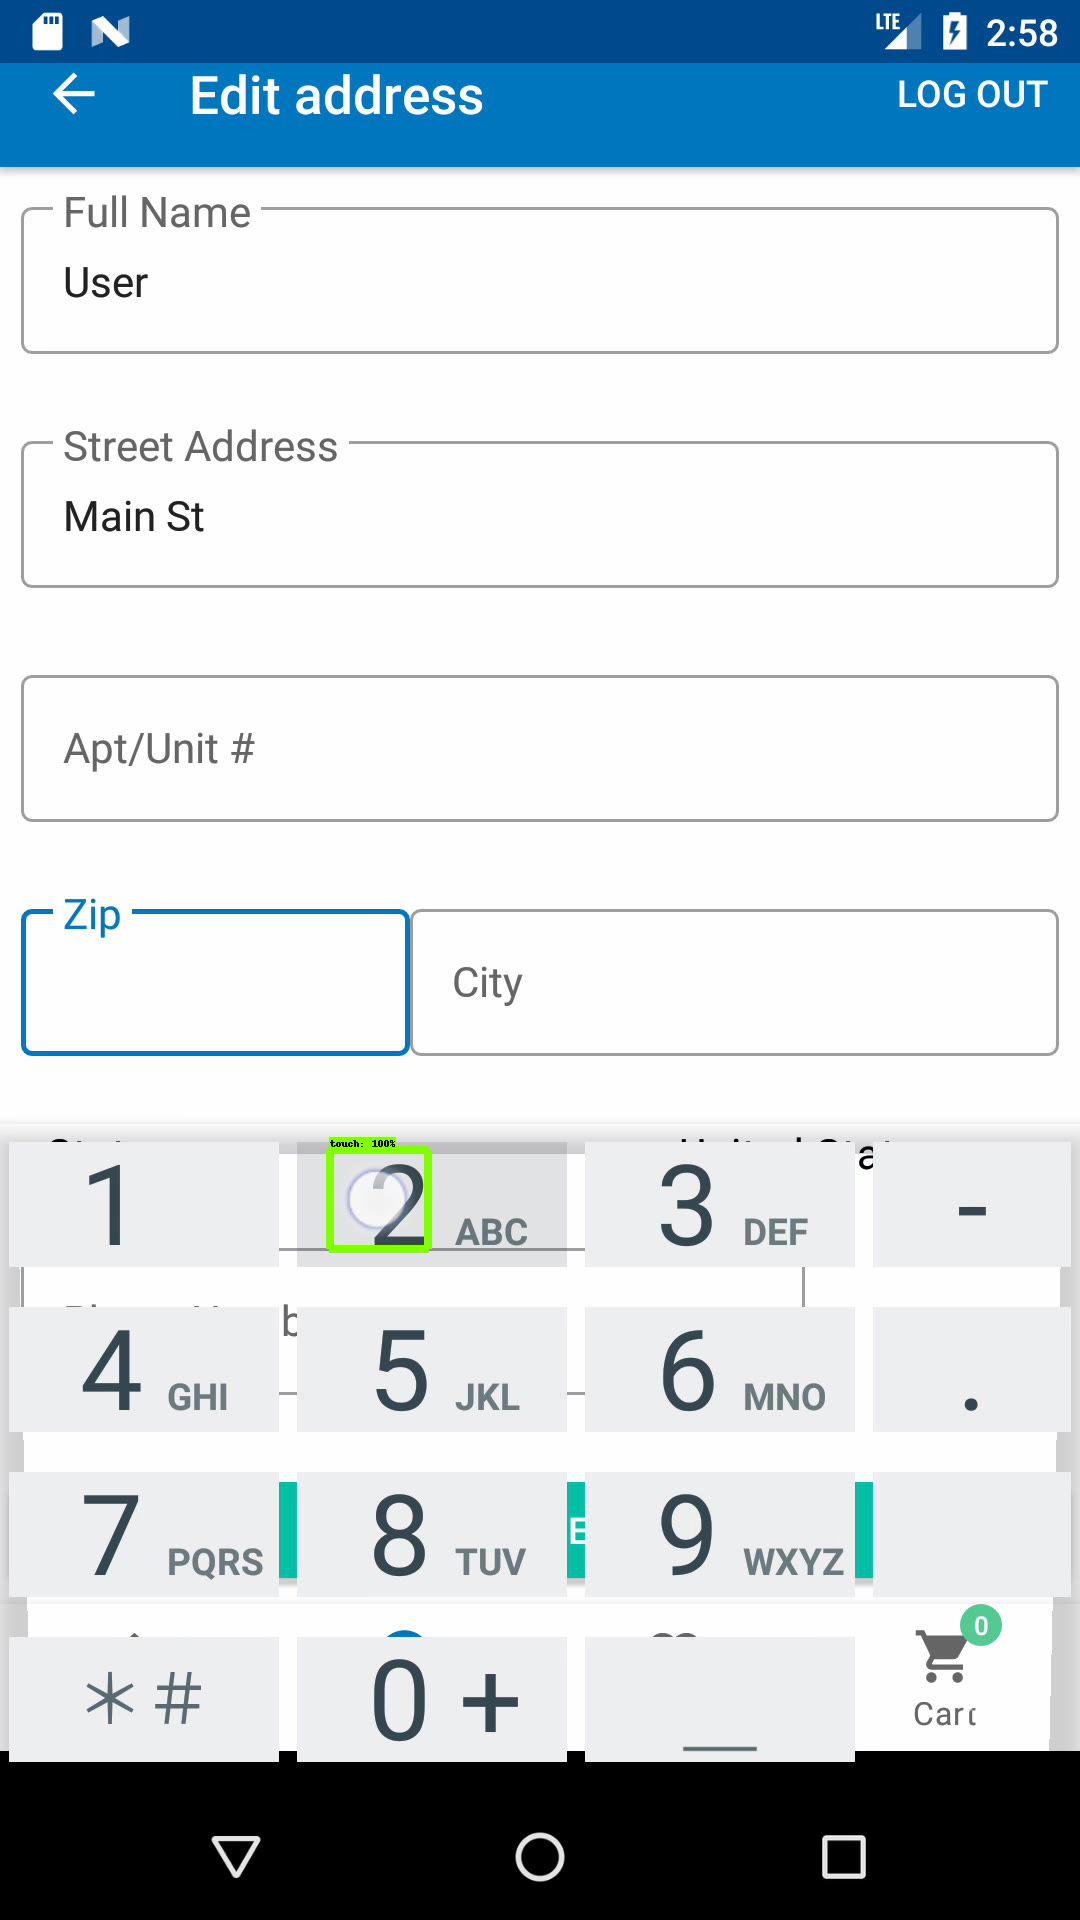 LTE 2:58
Edit address LOG OUT
Full Name
User
Street Address
Main St
Apt/Unit #
Zip
City
touch: 100%
1 2 ABC 3 DEF -
4 GHI 5 JKL 6 MNO .
7 PQRS 8 TUV 9 WXYZ
0
* # 0 +
Cart